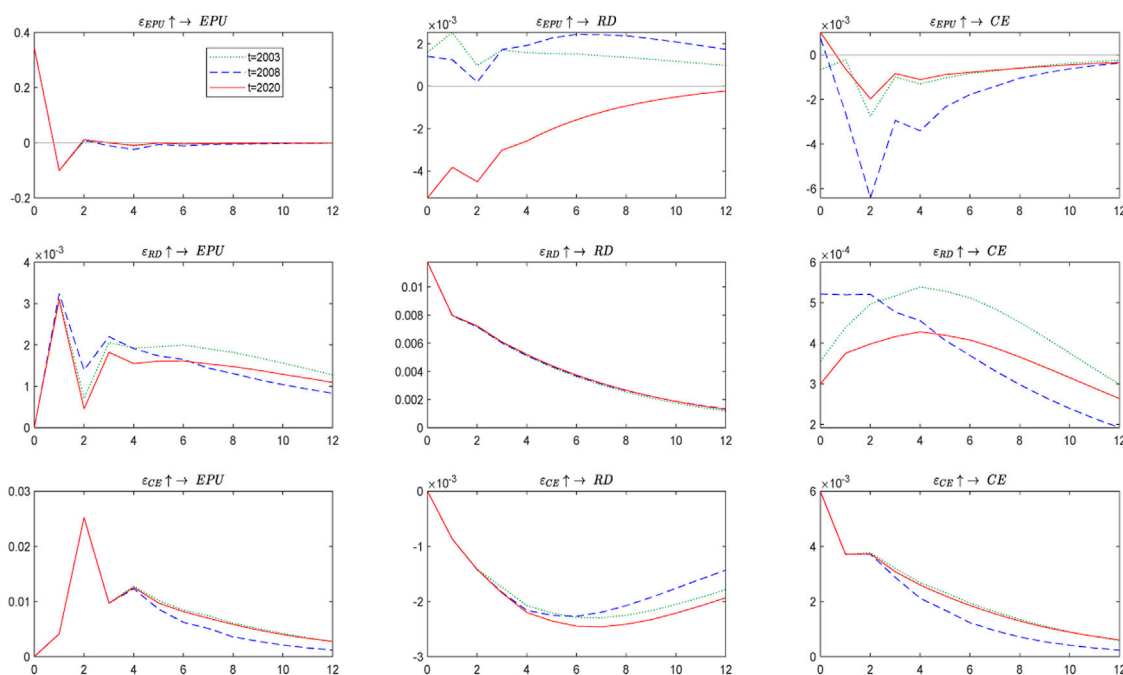 ε_EPU ↑ → EPU
0.4
0.2
0
-0.2
0 2 4 6 8 10 12
t=2003
t=2008
t=2020
ε_EPU ↑ → RD
×10⁻³
2
0
-2
-4
0 2 4 6 8 10 12
ε_EPU ↑ → CE
×10⁻³
0
-2
-4
-6
0 2 4 6 8 10 12
ε_RD ↑ → EPU
×10⁻³
4
3
2
1
0
0 2 4 6 8 10 12
ε_RD ↑ → RD
0.01
0.008
0.006
0.004
0.002
0
0 2 4 6 8 10 12
ε_RD ↑ → CE
×10⁻⁴
6
5
4
3
2
0 2 4 6 8 10 12
ε_CE ↑ → EPU
0.03
0.02
0.01
0
0 2 4 6 8 10 12
ε_CE ↑ → RD
×10⁻³
0
-1
-2
-3
0 2 4 6 8 10 12
ε_CE ↑ → CE
×10⁻³
6
4
2
0
0 2 4 6 8 10 12